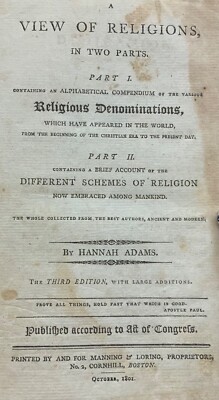 A
VIEW OF RELIGIONS,
IN TWO PARTS.
PART I.
CONTAINING AN ALPHABETICAL COMPENDIUM OF THE VARIOUS
Religious Denominations,
WHICH HAVE APPEARED IN THE WORLD,
FROM THE BEGINNING OF THE CHRISTIAN ERA TO THE PRESENT DAY.
PART II.
CONTAINING A BRIEF ACCOUNT OF THE
DIFFERENT SCHEMES OF RELIGION
NOW EMBRACED AMONG MANKIND.
THE WHOLE COLLECTED FROM THE BEST AUTHORS, ANCIENT AND MODERN.
By HANNAH ADAMS.
THE THIRD EDITION, WITH LARGE ADDITIONS.
PROVE ALL THINGS, HOLD FAST THAT WHICH IS GOOD.
APOSTLE PAUL.
Published according to Act of Congress.
PRINTED BY AND FOR MANNING & LORING, PROPRIETORS,
No. 2, CORNHILL, BOSTON.
OCTOBER, 1801.